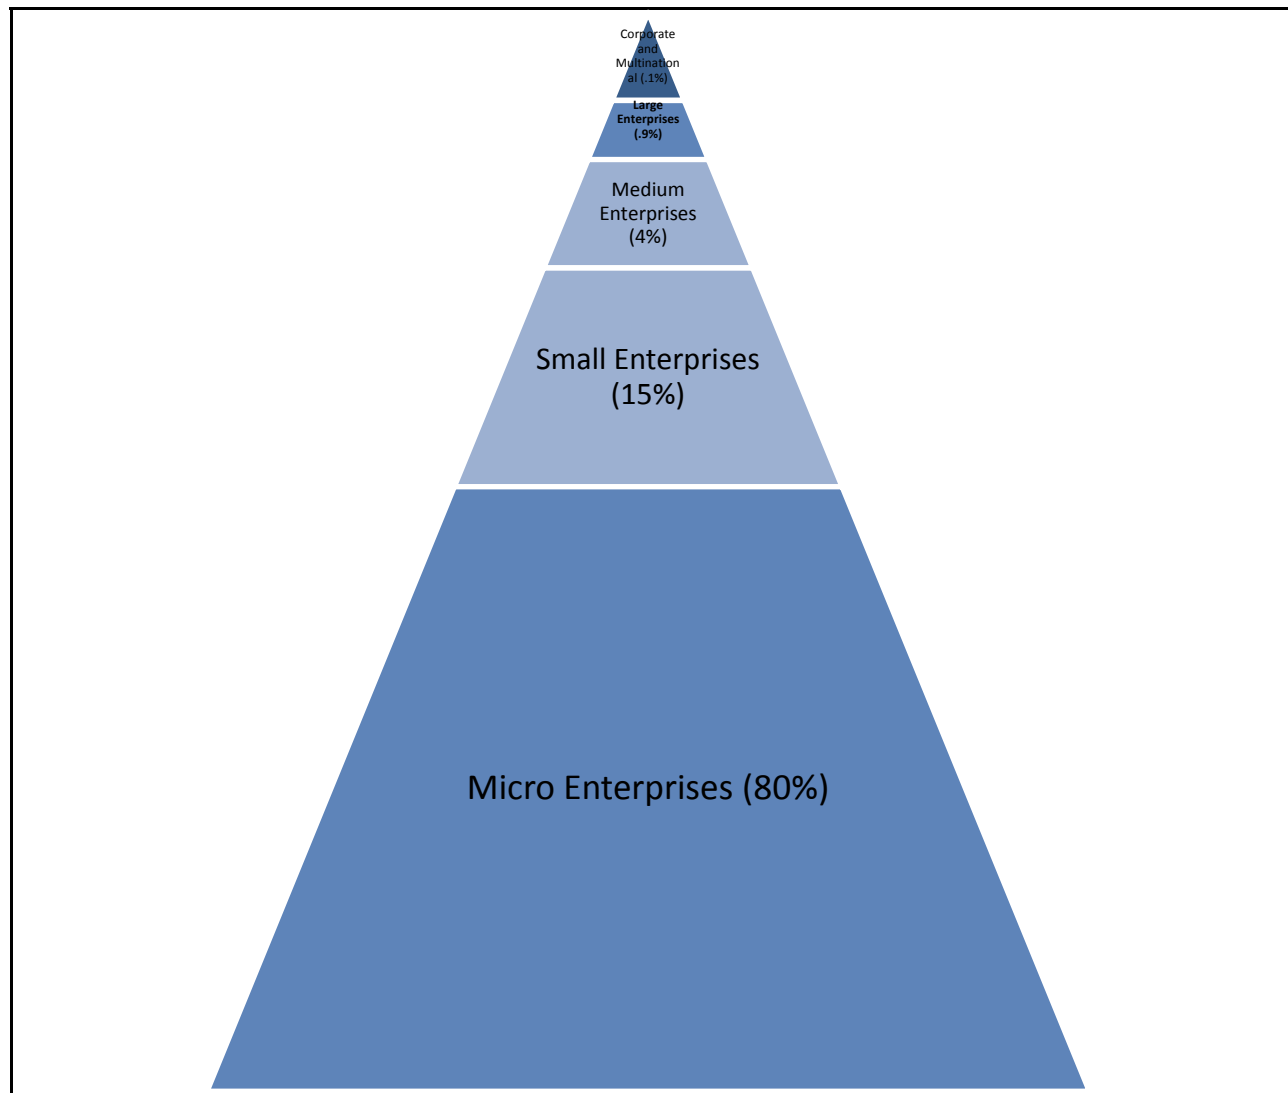 Corporate
and
Multination
al (.1%)
Large
Enterprises
(.9%)
Medium
Enterprises
(4%)
Small Enterprises
(15%)
Micro Enterprises (80%)